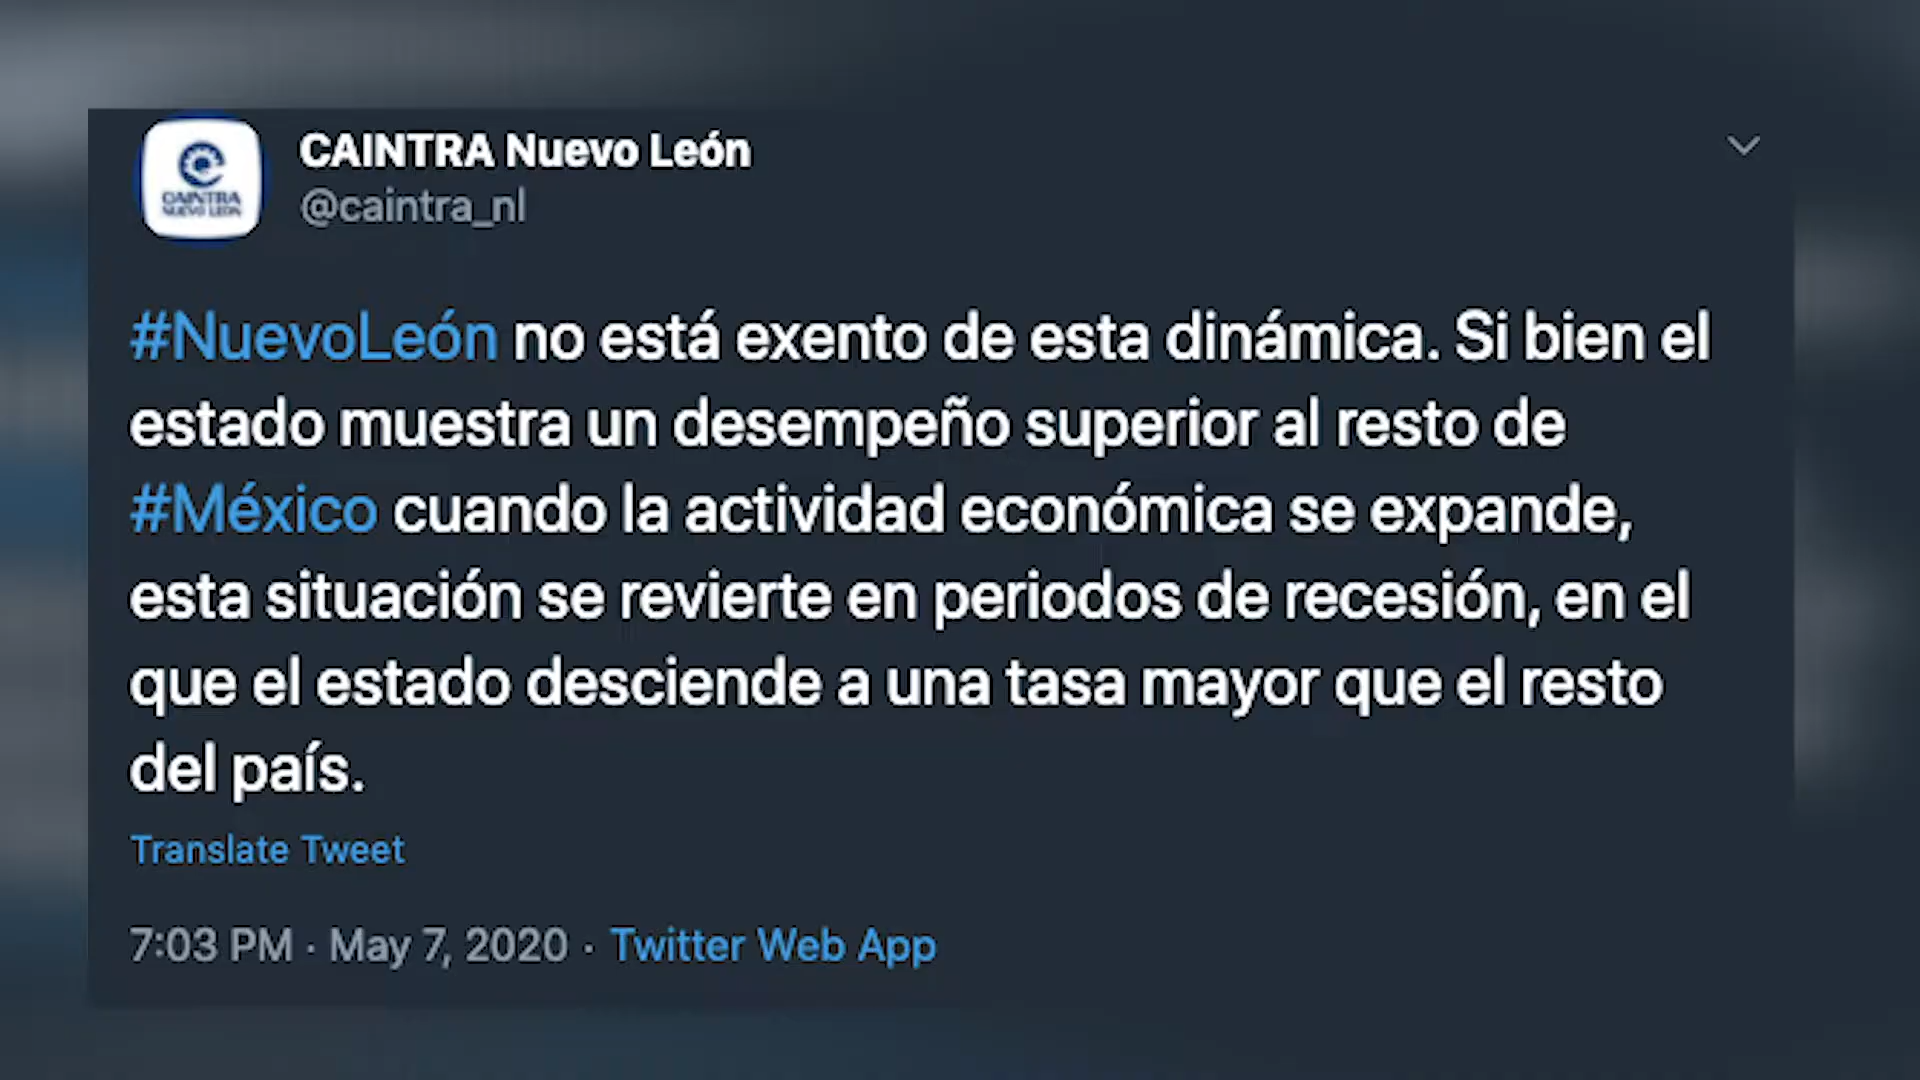 CAINTRA Nuevo León
@caintra_nl
CAINTRA
NUEVO LEÓN
#NuevoLeón no está exento de esta dinámica. Si bien el
estado muestra un desempeño superior al resto de
#México cuando la actividad económica se expande,
esta situación se revierte en periodos de recesión, en el
que el estado desciende a una tasa mayor que el resto
del país.
Translate Tweet
7:03 PM · May 7, 2020 · Twitter Web App